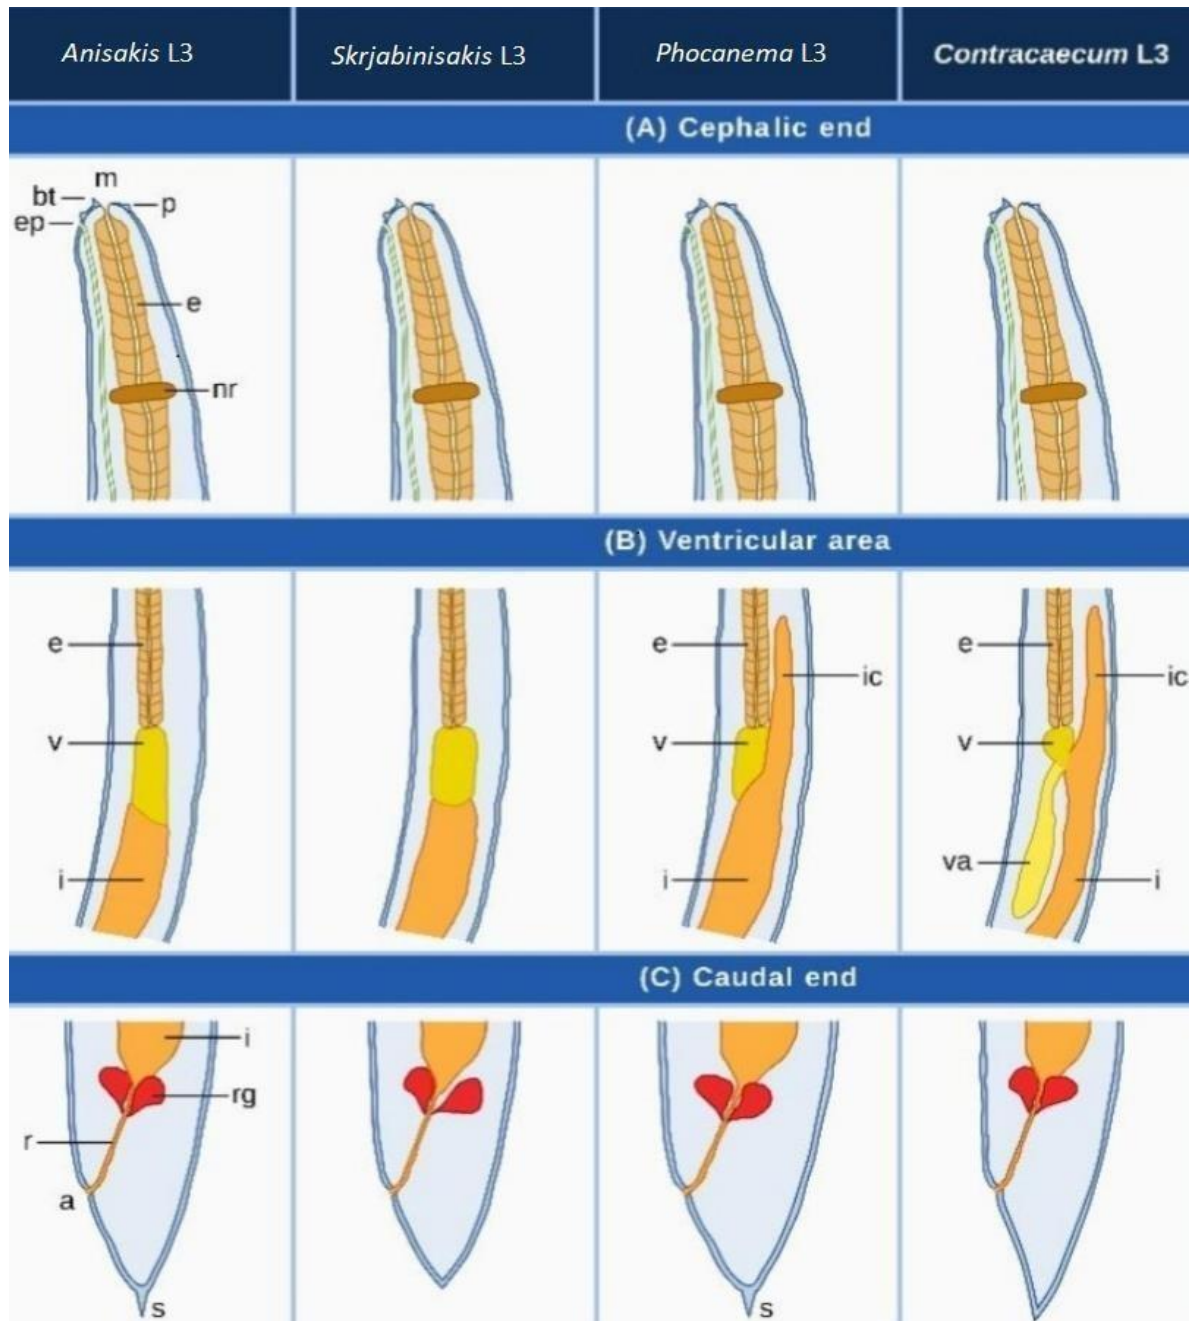 Anisakis L3
Skrjabinisakis L3
Phocanema L3
Contracaecum L3
(A) Cephalic end
m
bt
p
ep
e
nr
(B) Ventricular area
e
v
i
e
ic
v
i
e
ic
v
va
i
(C) Caudal end
i
rg
r
a
s
s